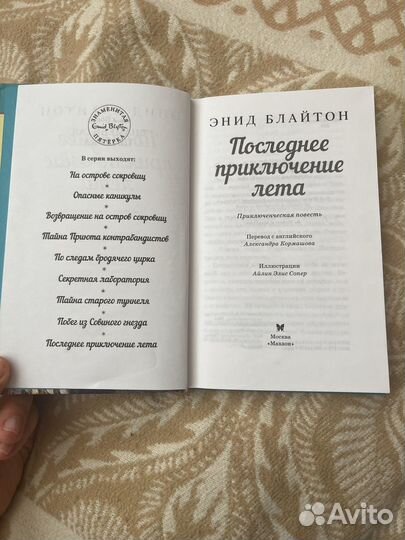 ЗНАМЕНИТАЯ
Enid Blyton
ПЯТЁРКА
В серии выходят:
На острове сокровищ
Опасные каникулы
Возвращение на остров сокровищ
Тайна Приюта контрабандистов
По следам бродячего цирка
Секретная лаборатория
Тайна старого туннеля
Побег из Совиного гнезда
Последнее приключение лета
ЭНИД БЛАЙТОН
Последнее
приключение
лета
Приключенческая повесть
Перевод с английского
Александра Кормашова
Иллюстрации
Айлин Элис Сопер
Москва
«Махаон»
Avito